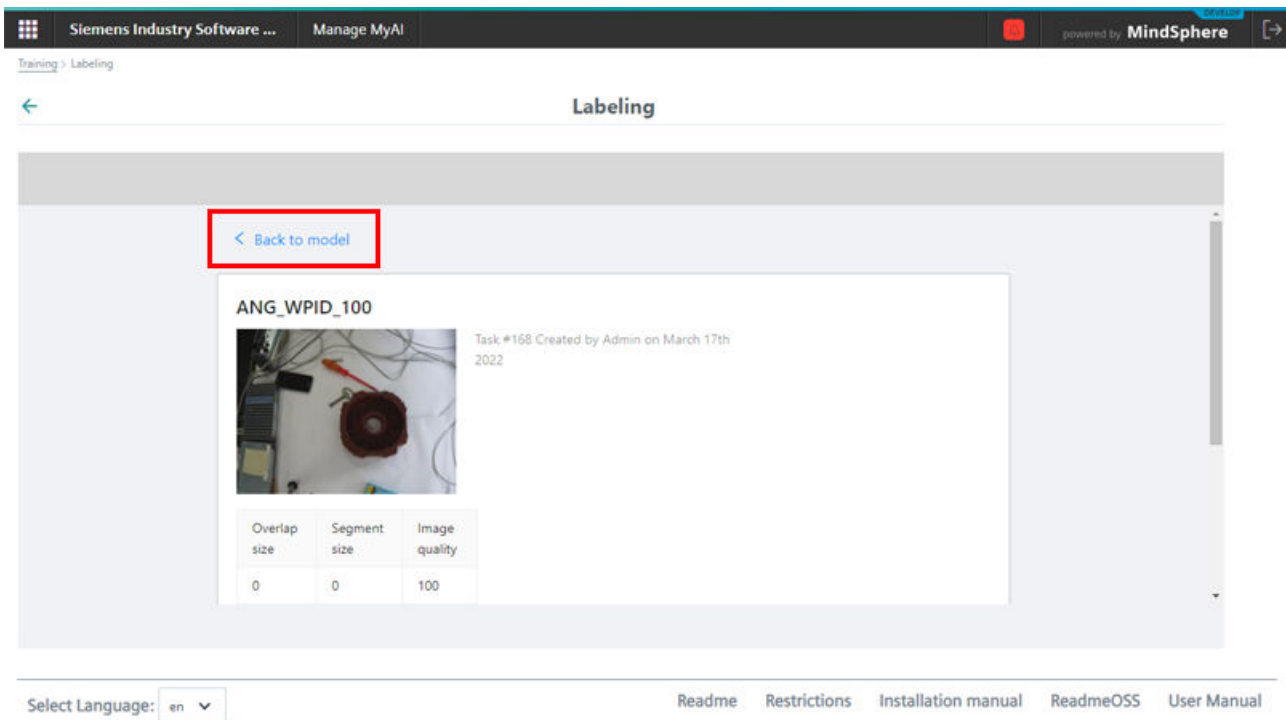 Siemens Industry Software ... Manage MyAI powered by MindSphere
DEVELOP
Training > Labeling
Labeling
< Back to model
ANG_WPID_100
Task #168 Created by Admin on March 17th
2022
Overlap size Segment size Image quality
0 0 100
Select Language: en Readme Restrictions Installation manual ReadmeOSS User Manual